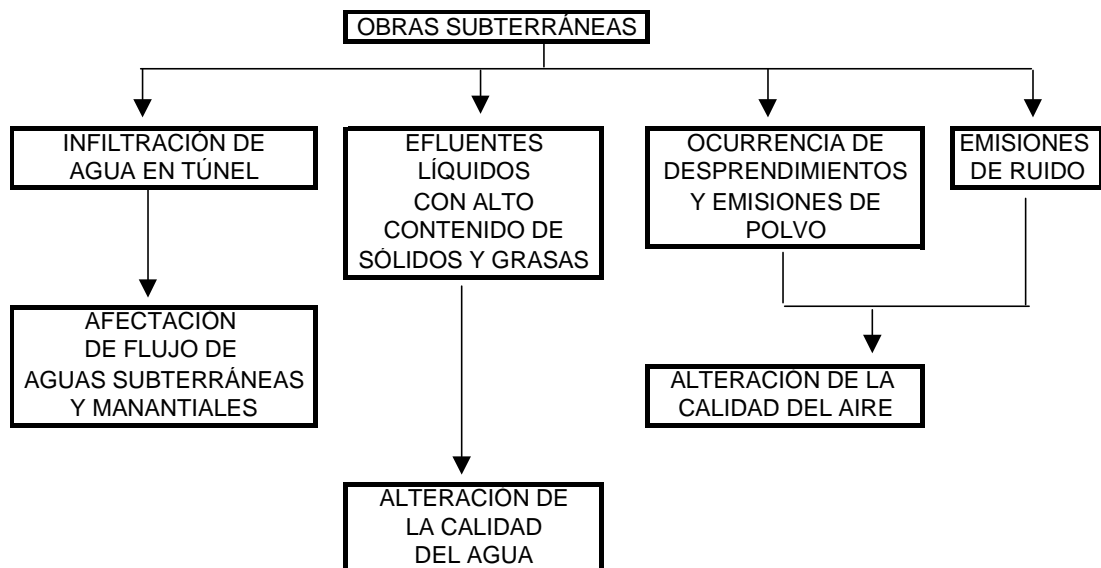 OBRAS SUBTERRÁNEAS
INFILTRACIÓN DE
AGUA EN TÚNEL
EFLUENTES
LÍQUIDOS
CON ALTO
CONTENIDO DE
SÓLIDOS Y GRASAS
OCURRENCIA DE
DESPRENDIMIENTOS
Y EMISIONES DE
POLVO
EMISIONES
DE RUIDO
AFECTACIÓN
DE FLUJO DE
AGUAS SUBTERRÁNEAS
Y MANANTIALES
ALTERACIÓN DE LA
CALIDAD DEL AIRE
ALTERACIÓN DE
LA CALIDAD
DEL AGUA